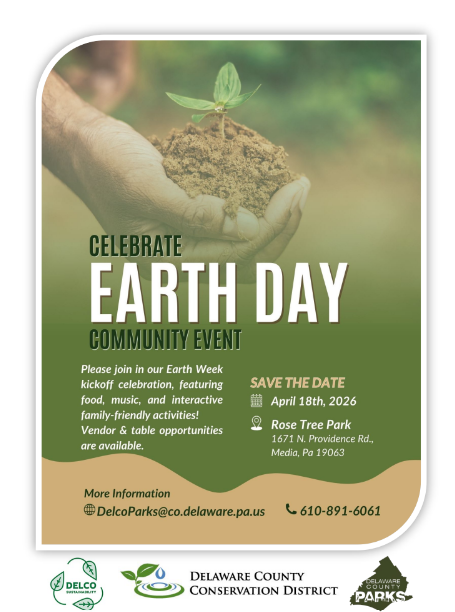 CELEBRATE
EARTH DAY
COMMUNITY EVENT
Please join in our Earth Week
kickoff celebration, featuring
food, music, and interactive
family-friendly activities!
Vendor & table opportunities
are available.
SAVE THE DATE
April 18th, 2026
Rose Tree Park
1671 N. Providence Rd.,
Media, Pa 19063
More Information
DelcoParks@co.delaware.pa.us
610-891-6061
DELCO
SUSTAINABILITY
DELAWARE COUNTY
CONSERVATION DISTRICT
DELAWARE
COUNTY
PARKS